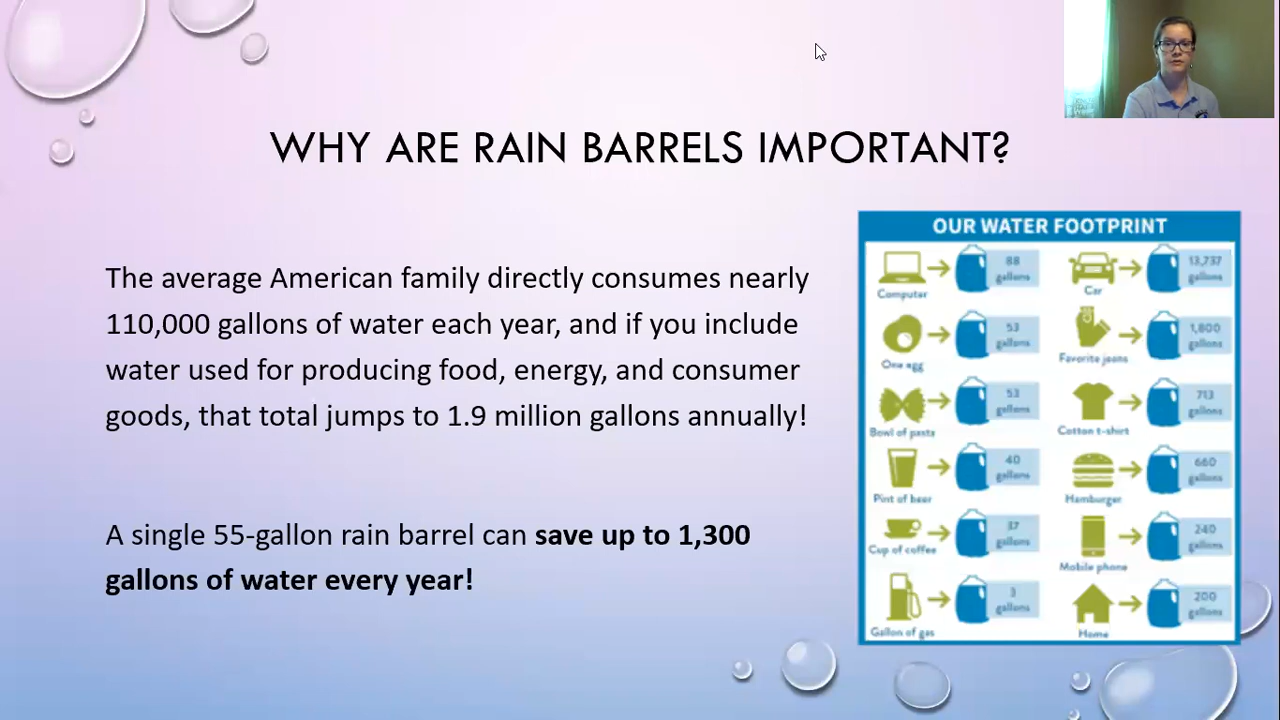 WHY ARE RAIN BARRELS IMPORTANT?
The average American family directly consumes nearly
110,000 gallons of water each year, and if you include
water used for producing food, energy, and consumer
goods, that total jumps to 1.9 million gallons annually!
A single 55-gallon rain barrel can save up to 1,300
gallons of water every year!
OUR WATER FOOTPRINT
88
gallons
Computer
13,737
gallons
Car
53
gallons
One egg
1,800
gallons
Favorite jeans
53
gallons
Bowl of pasta
713
gallons
Cotton t-shirt
40
gallons
Pint of beer
660
gallons
Hamburger
37
gallons
Cup of coffee
240
gallons
Mobile phone
3
gallons
Gallon of gas
200
gallons
Home